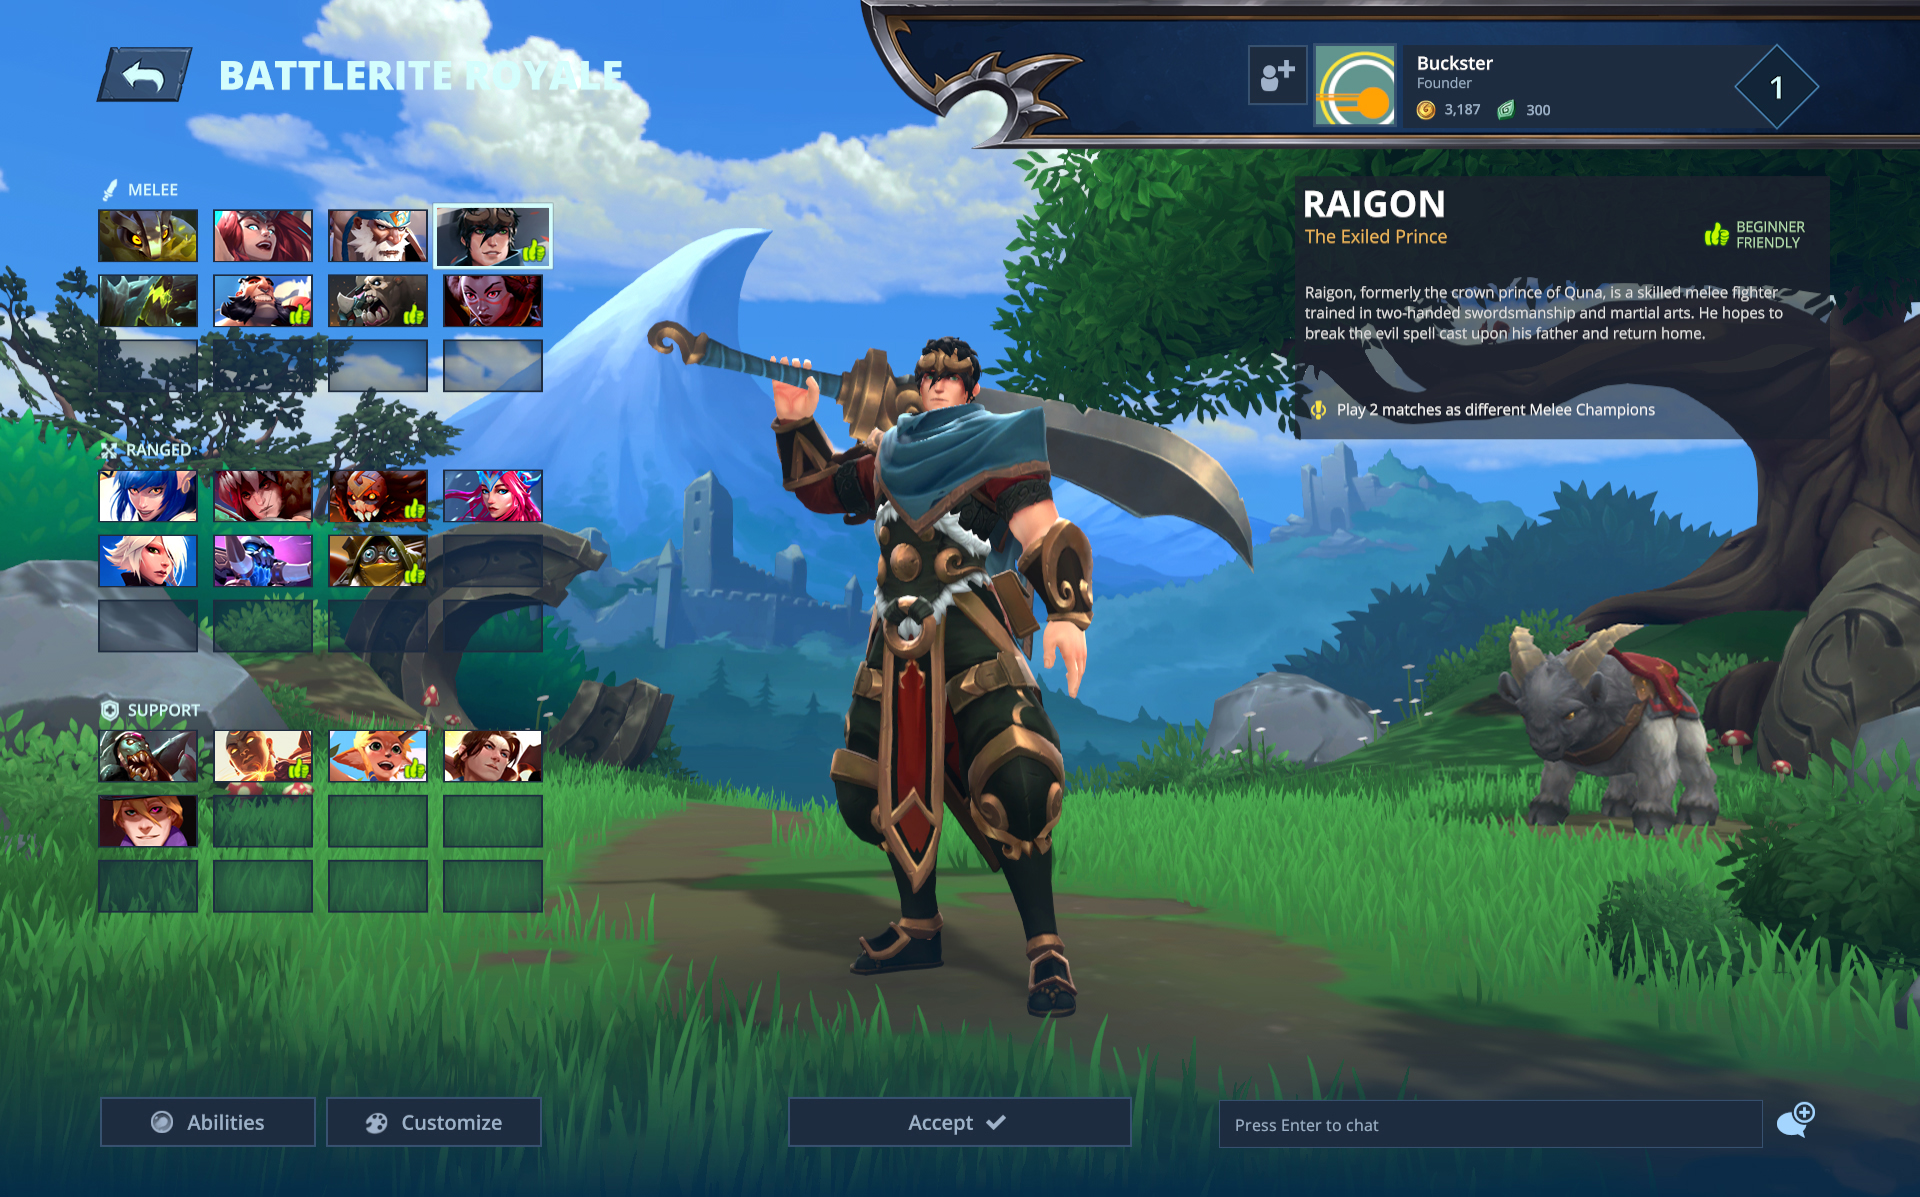 BATTLERITE ROYALE
Buckster
Founder
3,187 300
1
MELEE
RAIGON
The Exiled Prince
BEGINNER
FRIENDLY
Raigon, formerly the crown prince of Quna, is a skilled melee fighter
trained in two-handed swordsmanship and martial arts. He hopes to
break the evil spell cast upon his father and return home.
Play 2 matches as different Melee Champions
RANGED
SUPPORT
Abilities
Customize
Accept
Press Enter to chat